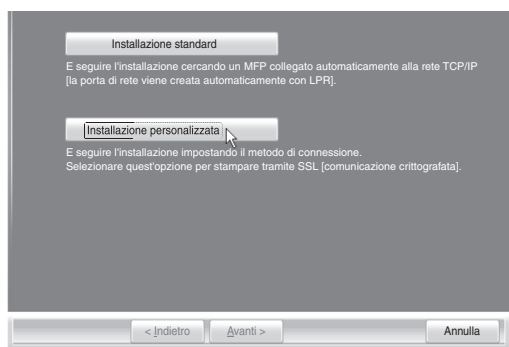 Installazione standard
E seguire l'installazione cercando un MFP collegato automaticamente alla rete TCP/IP
[la porta di rete viene creata automaticamente con LPR].
Installazione personalizzata
E seguire l'installazione impostando il metodo di connessione.
Selezionare quest'opzione per stampare tramite SSL [comunicazione crittografata].
< Indietro
Avanti >
Annulla